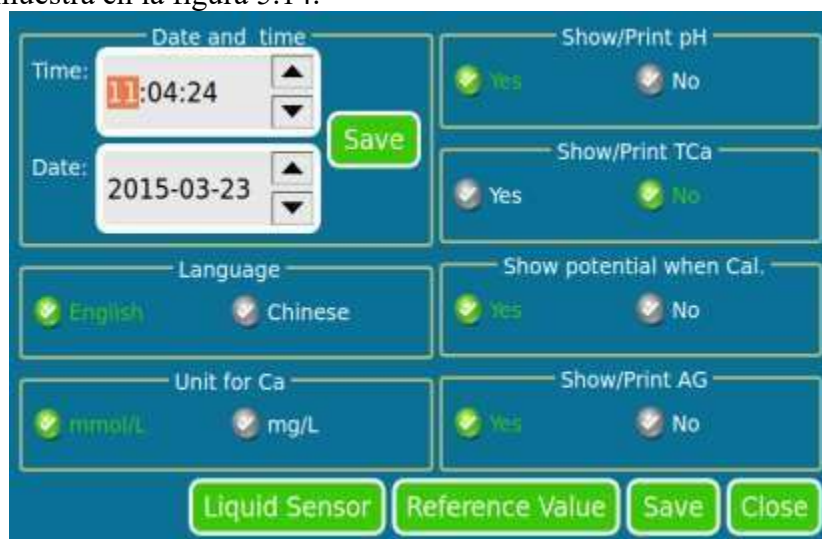 muestra en la figura 3.14.
Date and time
Time:
11:04:24
Date:
2015-03-23
Save
Show/Print pH
Yes No
Show/Print TCa
Yes No
Language
English Chinese
Show potential when Cal.
Yes No
Unit for Ca
mmol/L mg/L
Show/Print AG
Yes No
Liquid Sensor Reference Value Save Close